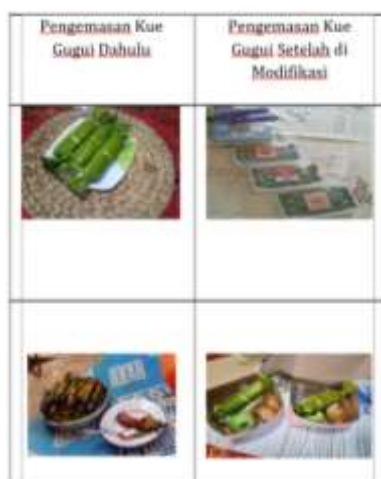 Pengemasan Kue
Gugui Dahulu
Pengemasan Kue
Gugui Setelah di
Modifikasi